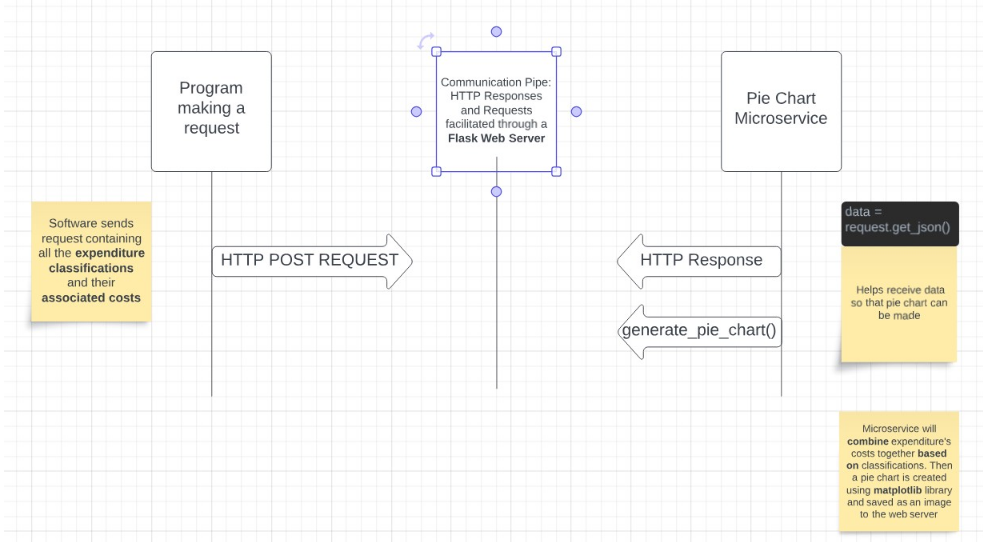 Program
making a
request
Communication Pipe:
HTTP Responses
and Requests
facilitated through a
Flask Web Server
Pie Chart
Microservice
Software sends
request containing
all the expenditure
classifications
and their
associated costs
HTTP POST REQUEST
HTTP Response
generate_pie_chart()
data =
request.get_json()
Helps receive data
so that pie chart can
be made
Microservice will
combine expenditure's
costs together based
on classifications. Then
a pie chart is created
using matplotlib library
and saved as an image
to the web server